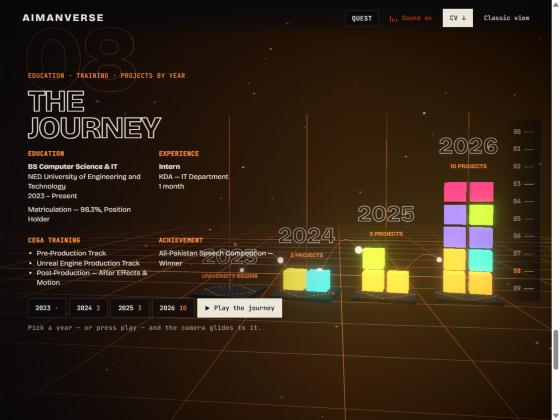 AIMANVERSE
QUEST
Sound on
CV ↓
Classic view
08
EDUCATION · TRAINING · PROJECTS BY YEAR
THE
JOURNEY
EDUCATION
BS Computer Science & IT
NED University of Engineering and
Technology
2023 – Present
Matriculation — 98.3%, Position
Holder
EXPERIENCE
Intern
KDA — IT Department
1 month
CEGA TRAINING
• Pre-Production Track
• Unreal Engine Production Track
• Post-Production — After Effects &
Motion
ACHIEVEMENT
All-Pakistan Speech Competition —
Winner
2023
UNIVERSITY BEGINS
2024
2 PROJECTS
2025
3 PROJECTS
2026
10 PROJECTS
00
01
02
03
04
05
06
07
08
09
2023 ·
2024 2
2025 3
2026 10
▶ Play the journey
Pick a year — or press play — and the camera glides to it.